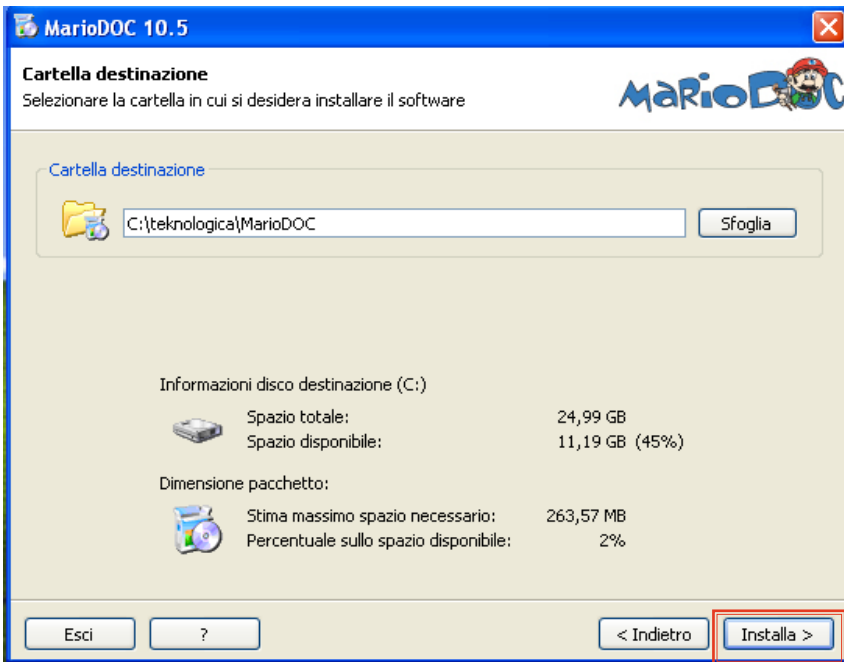 MarioDOC 10.5
Cartella destinazione
Selezionare la cartella in cui si desidera installare il software
MaRioDOC
Cartella destinazione
C:\teknologica\MarioDOC
Sfoglia
Informazioni disco destinazione (C:)
Spazio totale: 24,99 GB
Spazio disponibile: 11,19 GB (45%)
Dimensione pacchetto:
Stima massimo spazio necessario: 263,57 MB
Percentuale sullo spazio disponibile: 2%
Esci ? < Indietro Installa >